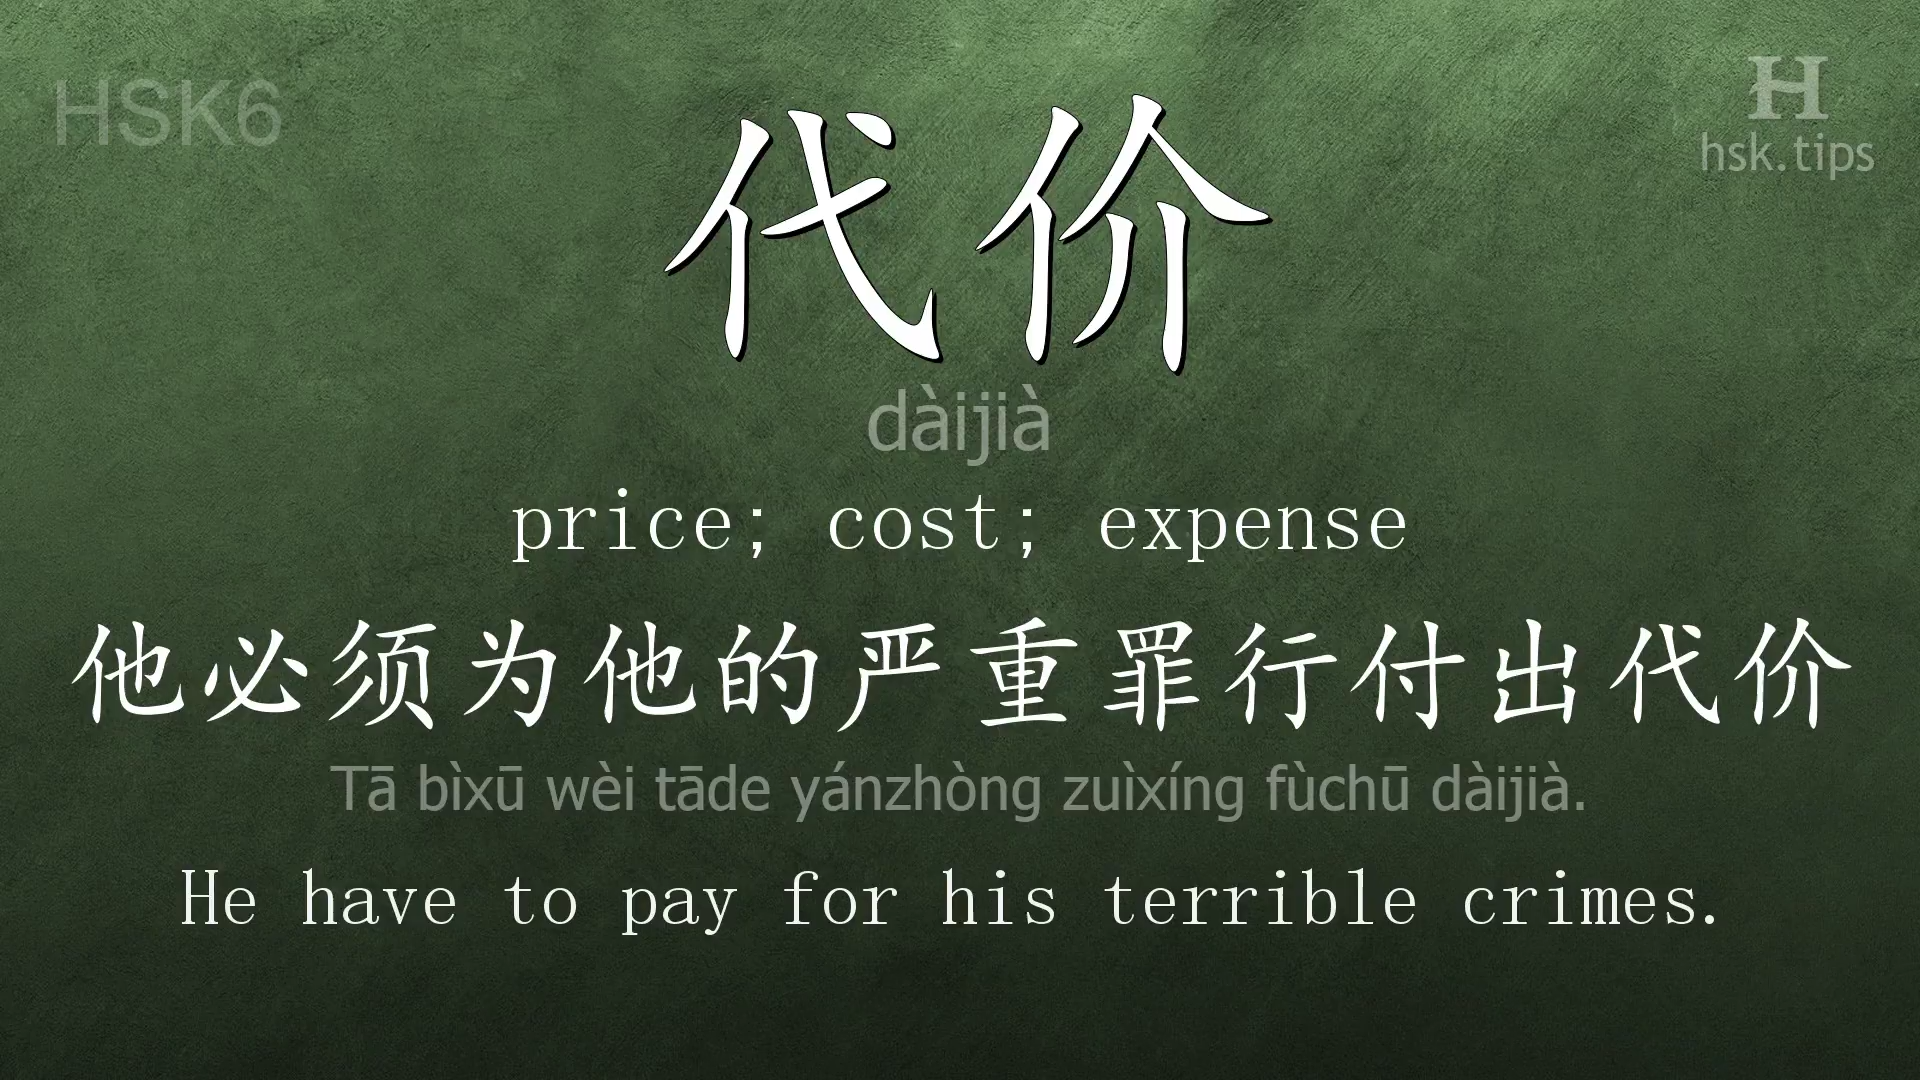 HSK6
H
hsk.tips
代价
dàijià
price; cost; expense
他必须为他的严重罪行付出代价
Tā bìxū wèi tāde yánzhòng zuìxíng fùchū dàijià.
He have to pay for his terrible crimes.